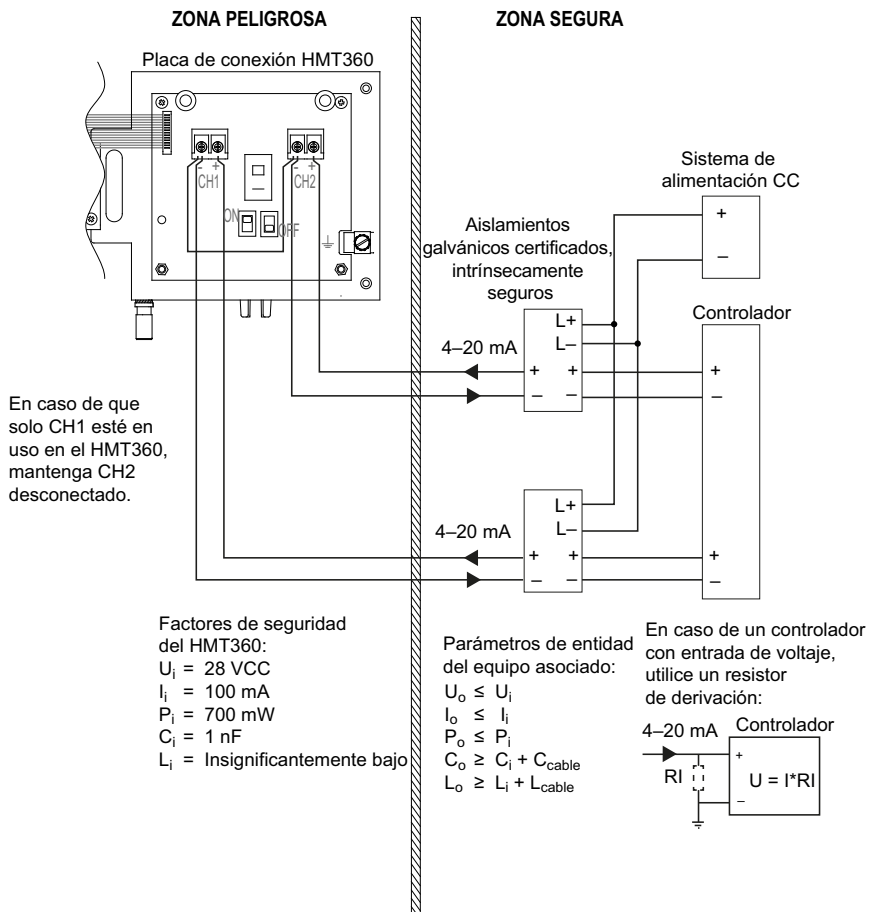 ZONA PELIGROSA
ZONA SEGURA
Placa de conexión HMT360
- +
CH1
- +
CH2
ON
OFF
Sistema de
alimentación CC
+
–
Aislamientos
galvánicos certificados,
intrínsecamente
seguros
Controlador
L+
L–
4–20 mA
+ +
– –
+
–
En caso de que
solo CH1 esté en
uso en el HMT360,
mantenga CH2
desconectado.
L+
L–
4–20 mA
+ +
– –
+
–
Factores de seguridad
del HMT360:
Ui = 28 VCC
Ii = 100 mA
Pi = 700 mW
Ci = 1 nF
Li = Insignificantemente bajo
Parámetros de entidad
del equipo asociado:
Uo ≤ Ui
Io ≤ Ii
Po ≤ Pi
Co ≥ Ci + Ccable
Lo ≥ Li + Lcable
En caso de un controlador
con entrada de voltaje,
utilice un resistor
de derivación:
4–20 mA
Controlador
+
RI
U = I*RI
–